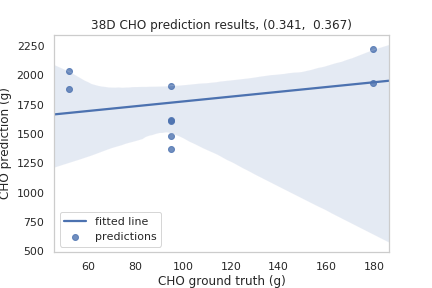 38D CHO prediction results, (0.341,  0.367)
CHO prediction (g)
2250
2000
1750
1500
1250
1000
750
500
fitted line
predictions
60 80 100 120 140 160 180
CHO ground truth (g)